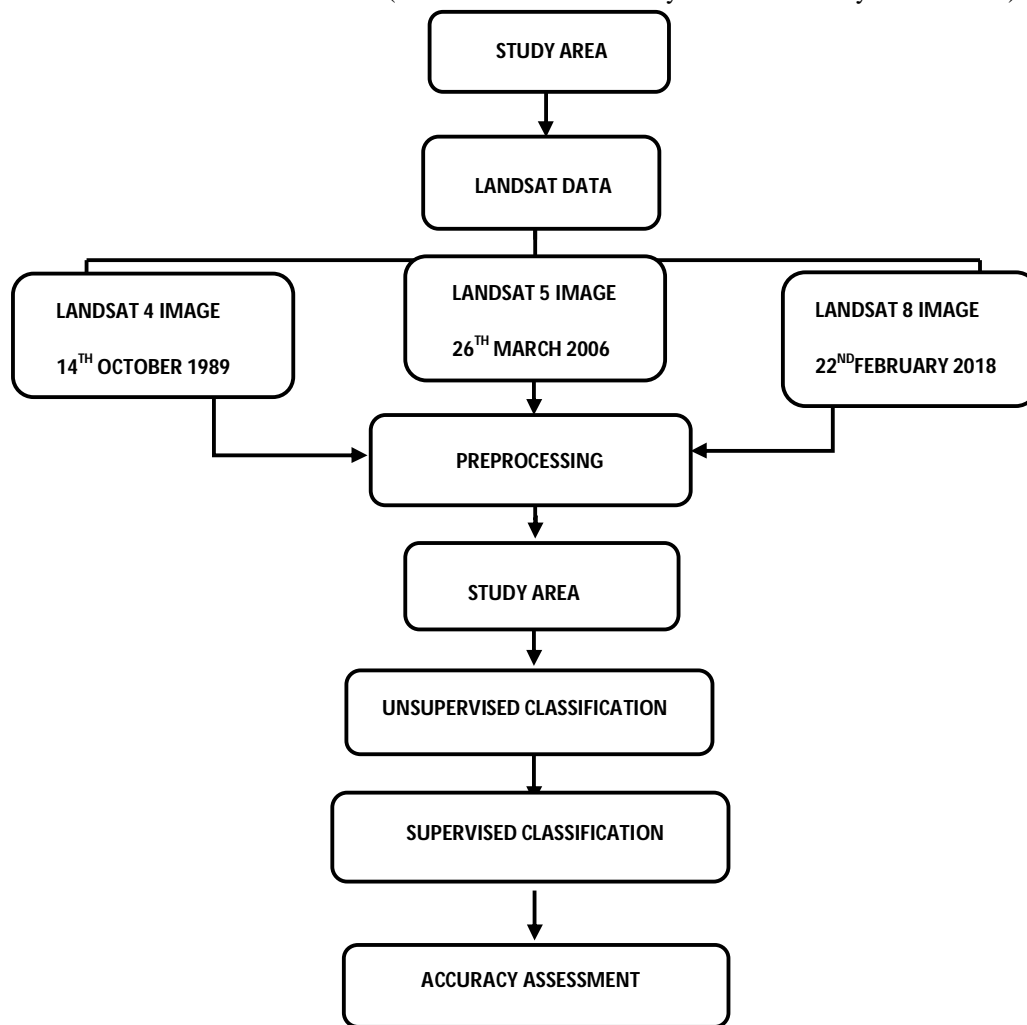 STUDY AREA
LANDSAT DATA
LANDSAT 4 IMAGE
14TH OCTOBER 1989
LANDSAT 5 IMAGE
26TH MARCH 2006
LANDSAT 8 IMAGE
22NDFEBRUARY 2018
PREPROCESSING
STUDY AREA
UNSUPERVISED CLASSIFICATION
SUPERVISED CLASSIFICATION
ACCURACY ASSESSMENT